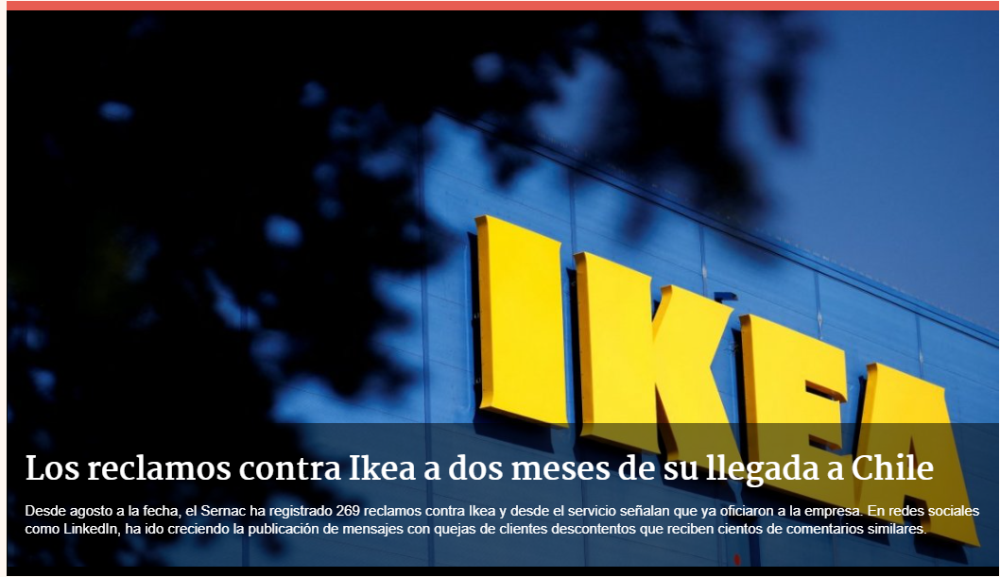 IKEA
Los reclamos contra Ikea a dos meses de su llegada a Chile
Desde agosto a la fecha, el Sernac ha registrado 269 reclamos contra Ikea y desde el servicio señalan que ya oficiaron a la empresa. En redes sociales
como LinkedIn, ha ido creciendo la publicación de mensajes con quejas de clientes descontentos que reciben cientos de comentarios similares.